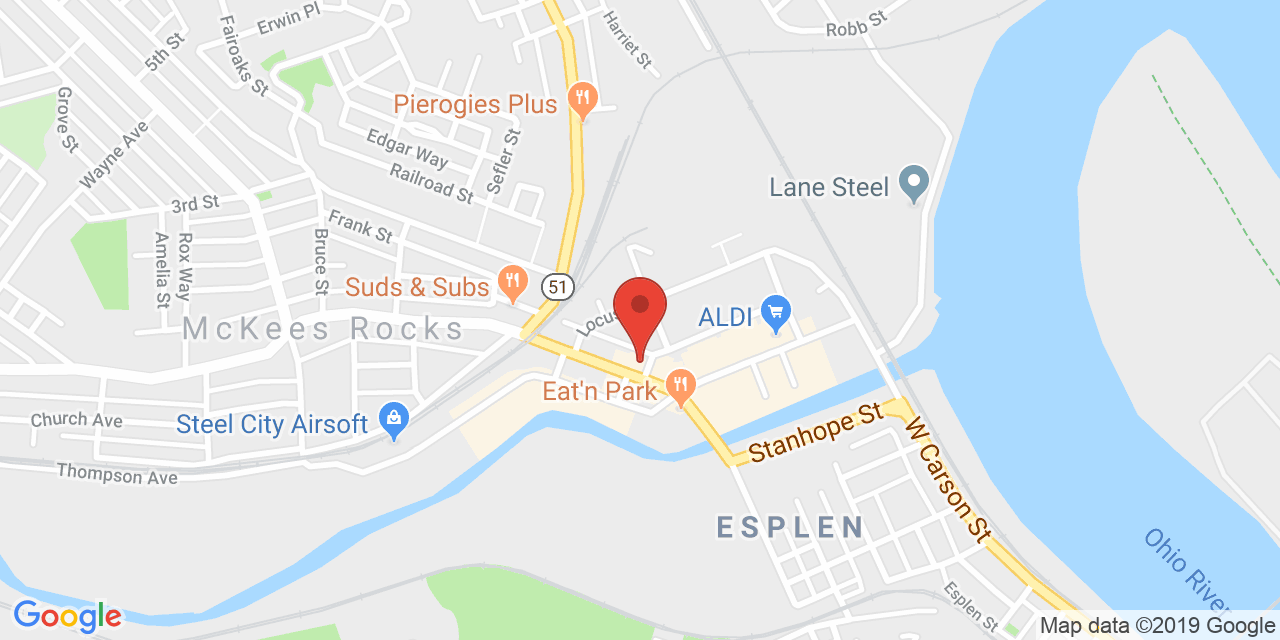 Erwin Pl
Robb St
5th St
Fairoaks St
Harriet St
Pierogies Plus
Grove St
Wayne Ave
Edgar Way
Sefler St
Railroad St
Lane Steel
3rd St
Frank St
Amelia St
Rox Way
Bruce St
Suds & Subs
51
Locus
ALDI
McKees Rocks
Eat'n Park
Church Ave
Steel City Airsoft
Stanhope St
W Carson St
Thompson Ave
ESPLEN
Ohio River
Esplen St
Google
Map data ©2019 Google